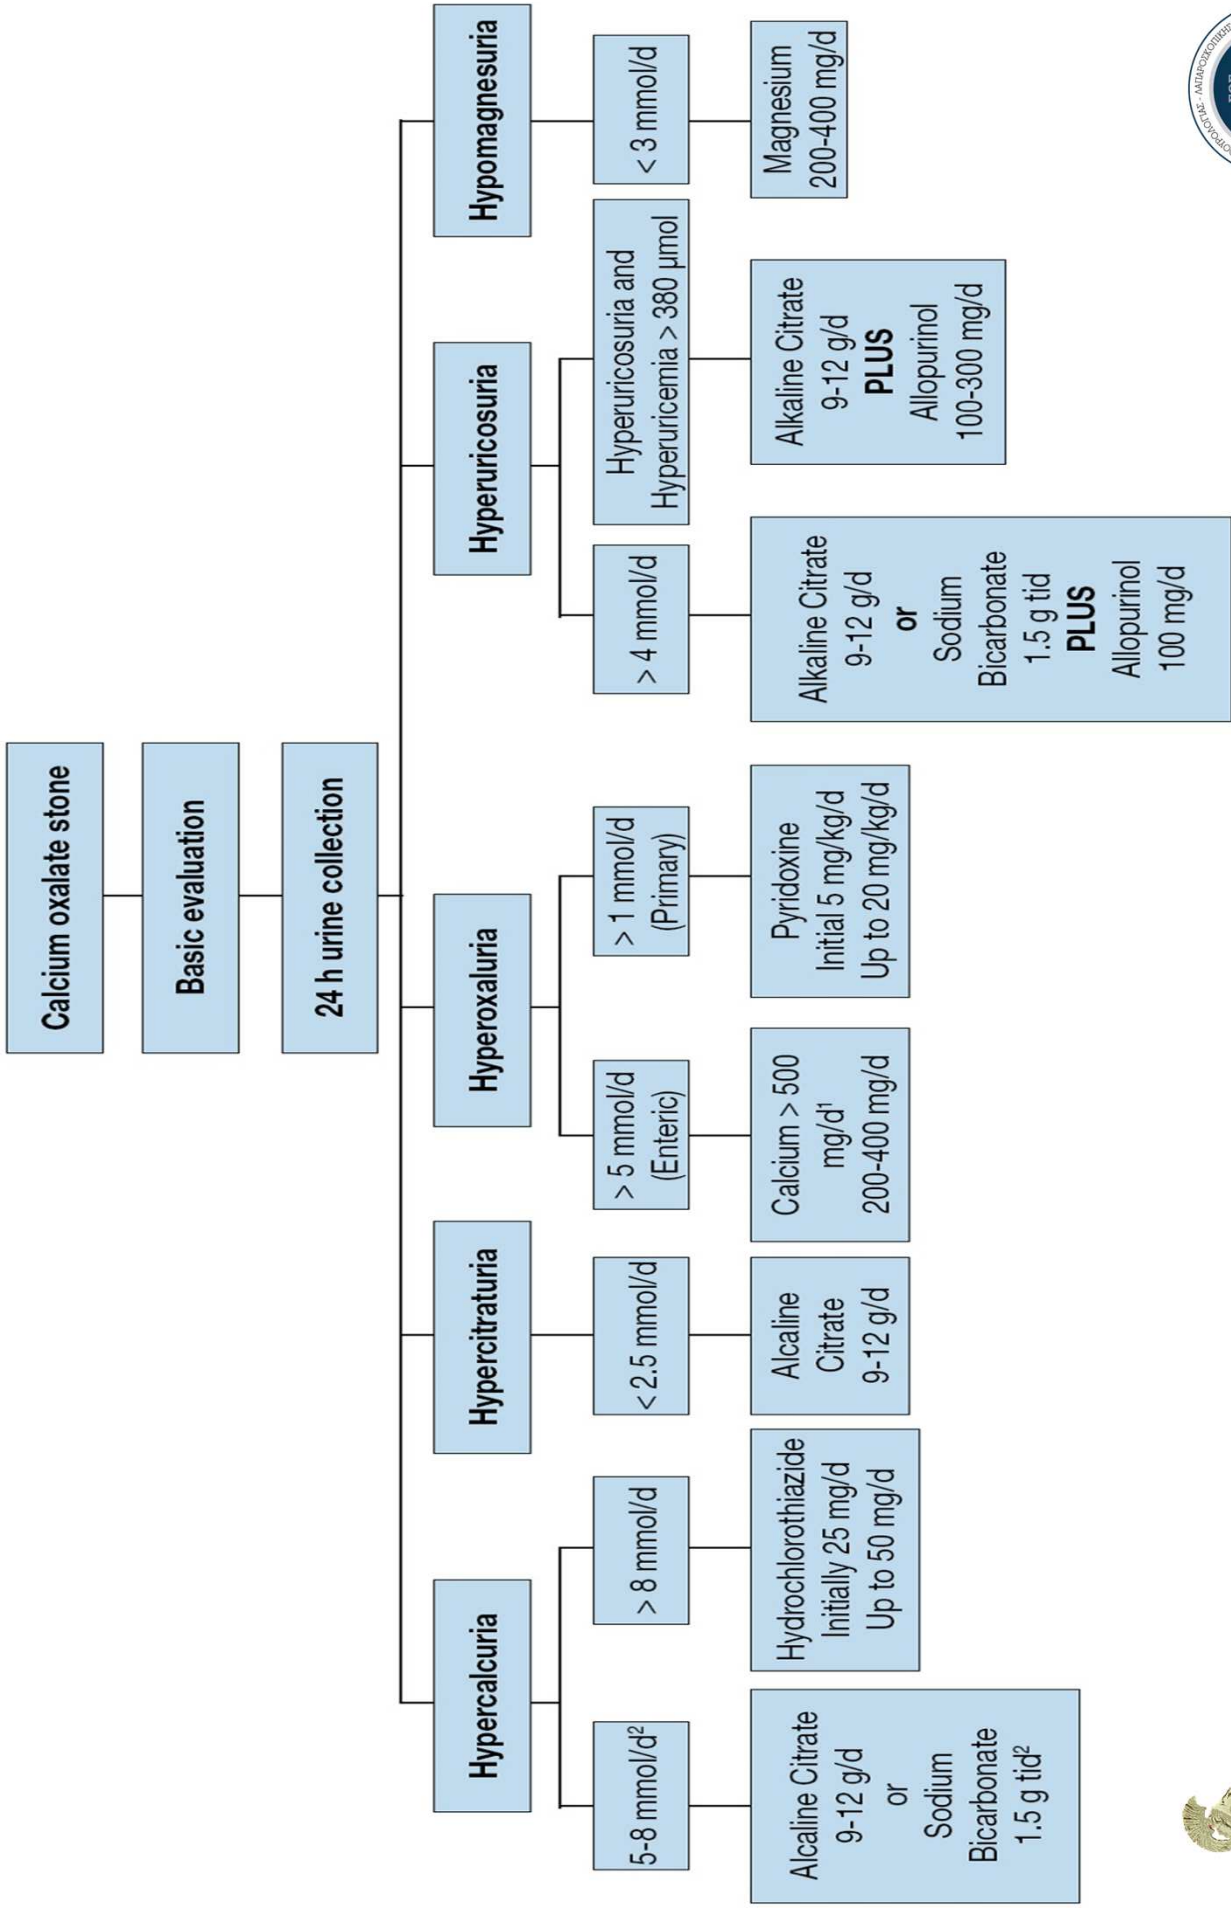 Calcium oxalate stone
Basic evaluation
24 h urine collection
Hypercalcuria
Hypercitraturia
Hyperoxaluria
Hyperuricosuria
Hypomagnesuria
5-8 mmol/d²
> 8 mmol/d
< 2.5 mmol/d
> 5 mmol/d
(Enteric)
> 1 mmol/d
(Primary)
> 4 mmol/d
Hyperuricosuria and
Hyperuricemia > 380 µmol
< 3 mmol/d
Alcaline Citrate
9-12 g/d
or
Sodium
Bicarbonate
1.5 g tid²
Hydrochlorothiazide
Initially 25 mg/d
Up to 50 mg/d
Alcaline
Citrate
9-12 g/d
Calcium > 500
mg/d¹
200-400 mg/d
Pyridoxine
Initial 5 mg/kg/d
Up to 20 mg/kg/d
Alkaline Citrate
9-12 g/d
or
Sodium
Bicarbonate
1.5 g tid
PLUS
Allopurinol
100 mg/d
Alkaline Citrate
9-12 g/d
PLUS
Allopurinol
100-300 mg/d
Magnesium
200-400 mg/d